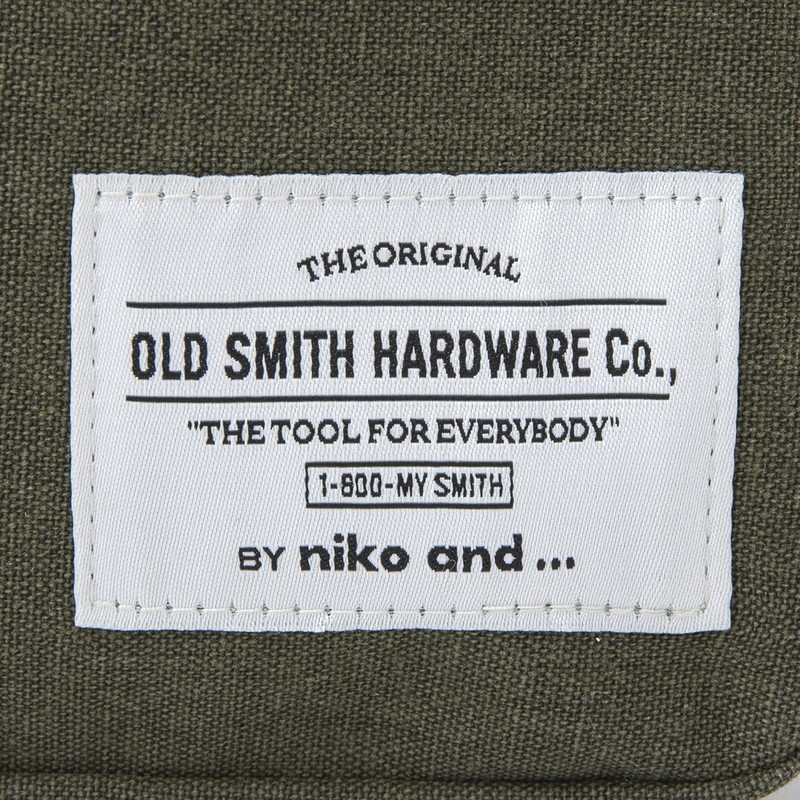 THE ORIGINAL
OLD SMITH HARDWARE Co.,
"THE TOOL FOR EVERYBODY"
1-800-MY SMITH
BY niko and ...